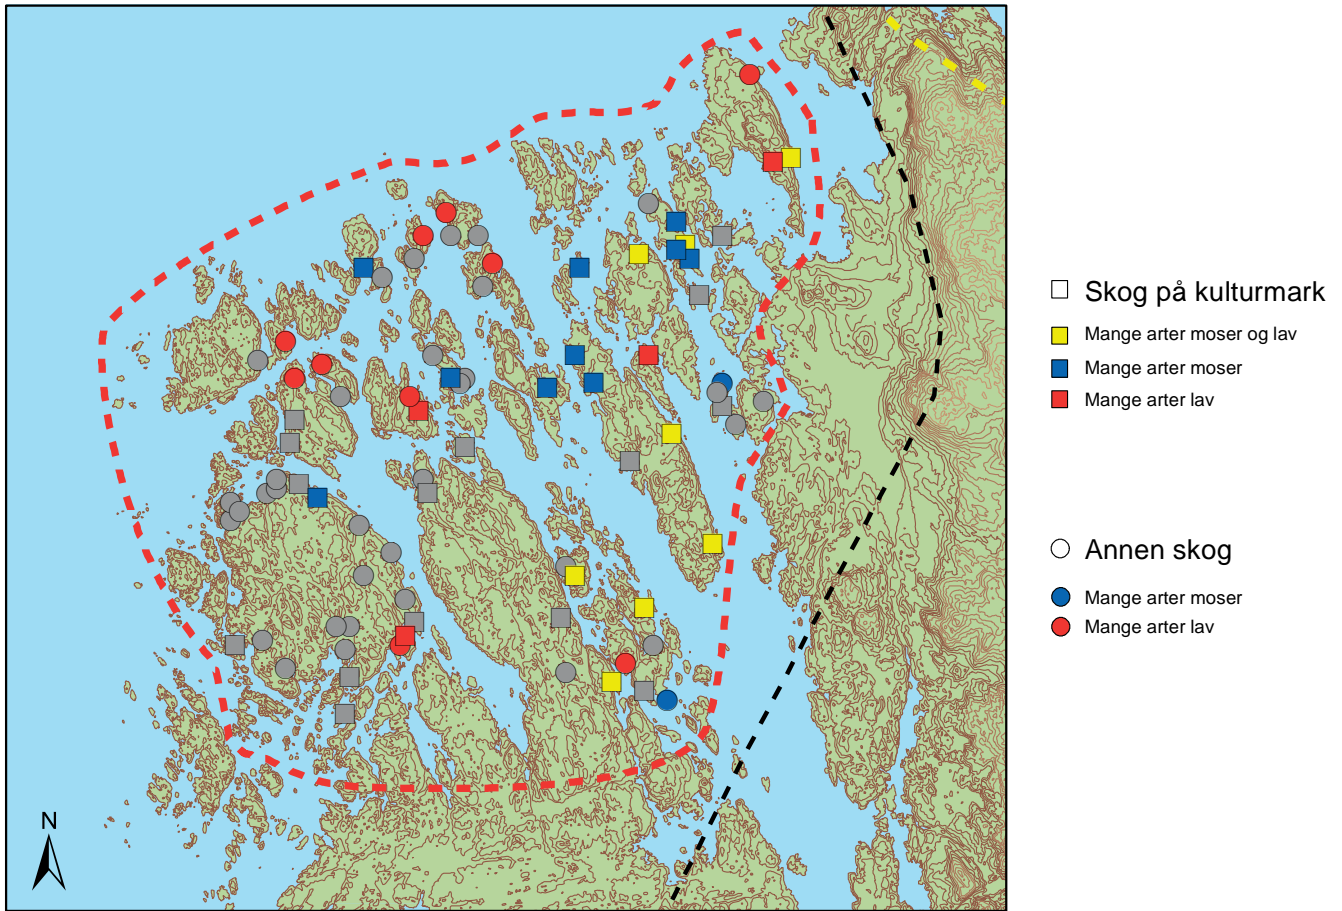 Skog på kulturmark
Mange arter moser og lav
Mange arter moser
Mange arter lav
Annen skog
Mange arter moser
Mange arter lav
N